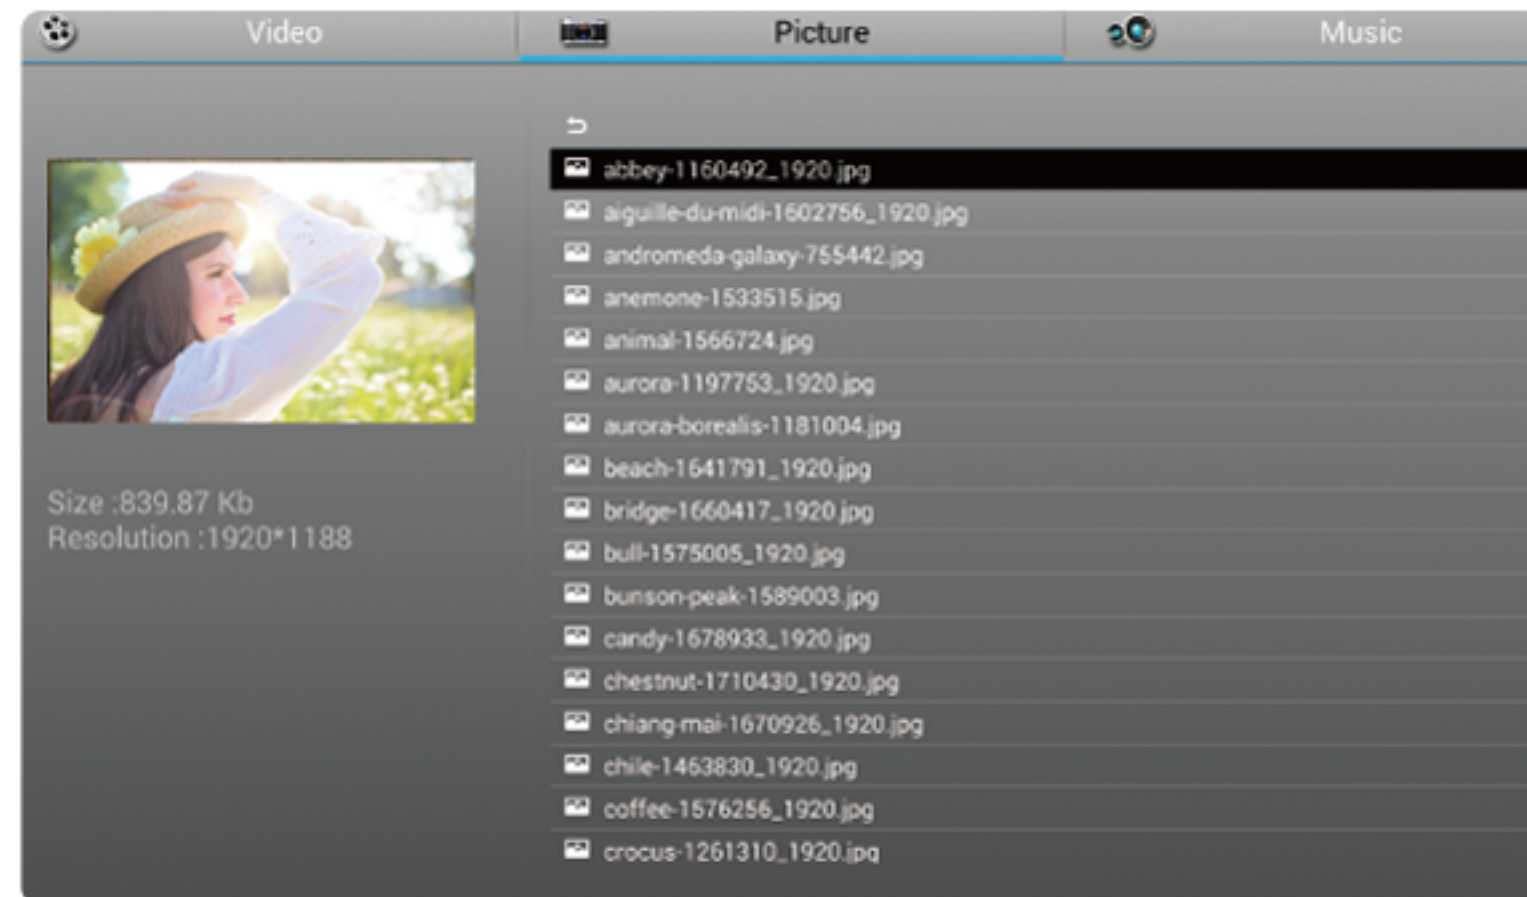 Video Picture Music
abbey-1160492_1920.jpg
aiguille-du-midi-1602756_1920.jpg
andromeda-galaxy-755442.jpg
anemone-1533515.jpg
animal-1566724.jpg
aurora-1197753_1920.jpg
aurora-borealis-1181004.jpg
beach-1641791_1920.jpg
bridge-1660417_1920.jpg
bull-1575005_1920.jpg
bunson-peak-1589003.jpg
candy-1678933_1920.jpg
chestnut-1710430_1920.jpg
chiang-mai-1670926_1920.jpg
chile-1463830_1920.jpg
coffee-1576256_1920.jpg
crocus-1261310_1920.jpg
Size :839.87 Kb
Resolution :1920*1188